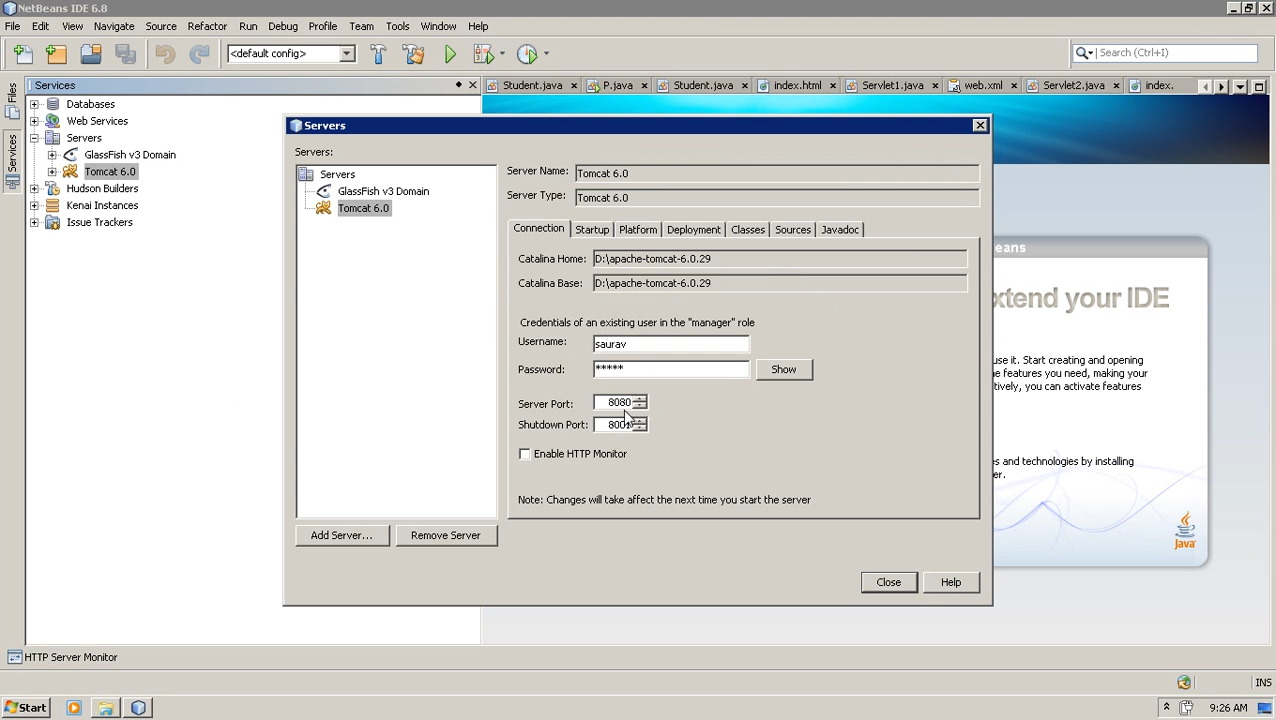 NetBeans IDE 6.8
File Edit View Navigate Source Refactor Run Debug Profile Team Tools Window Help
<default config>
Search (Ctrl+I)
Files
Services
Services
Databases
Web Services
Servers
GlassFish v3 Domain
Tomcat 6.0
Hudson Builders
Kenai Instances
Issue Trackers
Student.java P.java Student.java index.html Servlet1.java web.xml Servlet2.java index.
Servers
Servers:
Servers
GlassFish v3 Domain
Tomcat 6.0
Add Server... Remove Server
Server Name: Tomcat 6.0
Server Type: Tomcat 6.0
Connection Startup Platform Deployment Classes Sources Javadoc
Catalina Home: D:\apache-tomcat-6.0.29
Catalina Base: D:\apache-tomcat-6.0.29
Credentials of an existing user in the "manager" role
Username: saurav
Password: ***** Show
Server Port: 8080
Shutdown Port:
Enable HTTP Monitor
Note: Changes will take affect the next time you start the server
Close Help
eans
xtend your IDE
use it. Start creating and opening
e features you need, making your
tively, you can activate features
es and technologies by installing
er.
Java
HTTP Server Monitor
INS
Start
9:26 AM